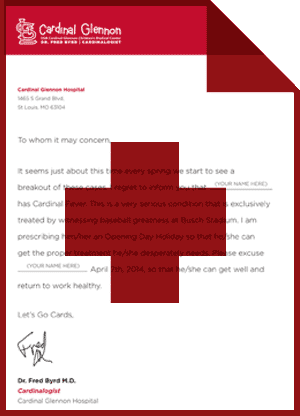 Cardinal Glennon
SSM Cardinal Glennon Children's Medical Center
DR. FRED BYRD | CARDINALOGIST
Cardinal Glennon Hospital
1465 S Grand Blvd.
St Louis, MO 63104
To whom it may concern,
It seems just about this time every spring we start to see a
breakout of these cases. I regret to inform you that (YOUR NAME HERE)
has Cardinal Fever. This is a very serious condition that is exclusively
treated by witnessing baseball greatness at Busch Stadium. I am
prescribing him/her an Opening Day Holiday so that he/she can
get the proper treatment he/she desperately needs. Please excuse
(YOUR NAME HERE) April 7th, 2014, so that he/she can get well and
return to work healthy.
Let's Go Cards,
Fred
Dr. Fred Byrd M.D.
Cardinalogist
Cardinal Glennon Hospital